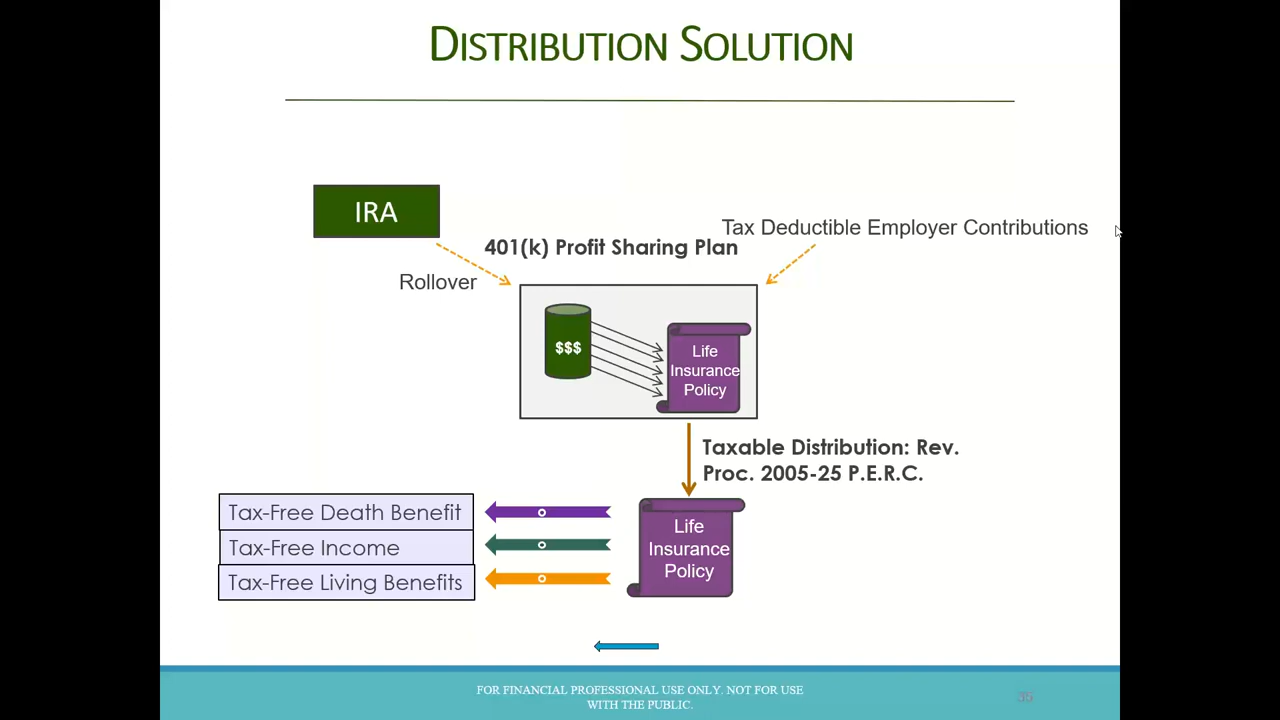 DISTRIBUTION SOLUTION
IRA
Tax Deductible Employer Contributions
401(k) Profit Sharing Plan
Rollover
$$$
Life
Insurance
Policy
Taxable Distribution: Rev.
Proc. 2005-25 P.E.R.C.
Tax-Free Death Benefit
Tax-Free Income
Tax-Free Living Benefits
Life
Insurance
Policy
FOR FINANCIAL PROFESSIONAL USE ONLY. NOT FOR USE
WITH THE PUBLIC.
35